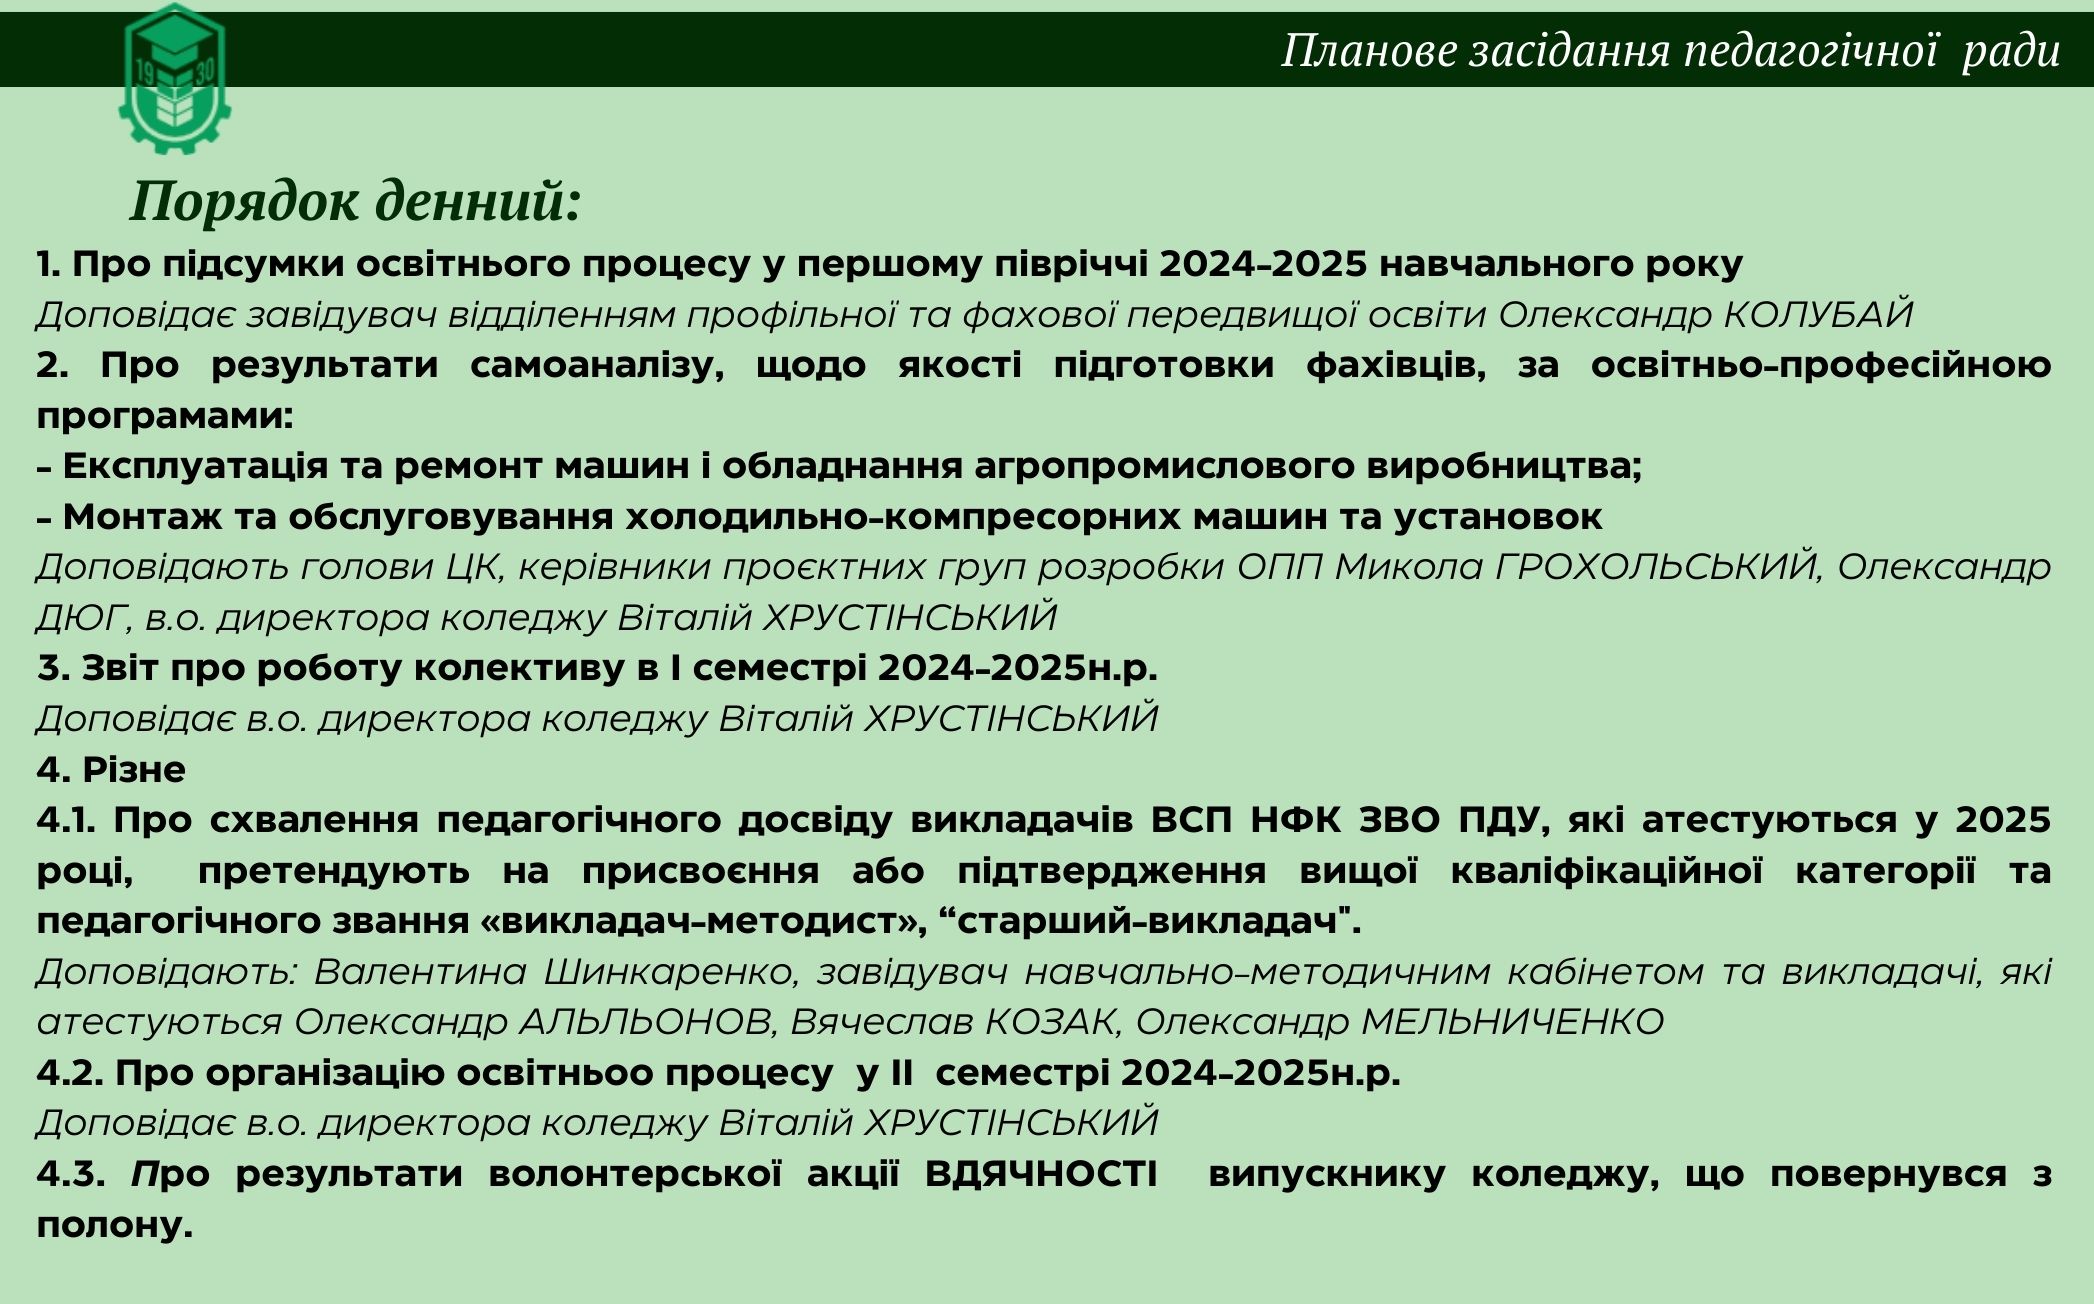 Планове засідання педагогічної ради
19 30
Порядок денний:
1. Про підсумки освітнього процесу у першому півріччі 2024-2025 навчального року
Доповідає завідувач відділенням профільної та фахової передвищої освіти Олександр КОЛУБАЙ
2. Про результати самоаналізу, щодо якості підготовки фахівців, за освітньо-професійною
програмами:
- Експлуатація та ремонт машин і обладнання агропромислового виробництва;
- Монтаж та обслуговування холодильно-компресорних машин та установок
Доповідають голови ЦК, керівники проєктних груп розробки ОПП Микола ГРОХОЛЬСЬКИЙ, Олександр
ДЮГ, в.о. директора коледжу Віталій ХРУСТІНСЬКИЙ
3. Звіт про роботу колективу в І семестрі 2024-2025н.р.
Доповідає в.о. директора коледжу Віталій ХРУСТІНСЬКИЙ
4. Різне
4.1. Про схвалення педагогічного досвіду викладачів ВСП НФК ЗВО ПДУ, які атестуються у 2025
році, претендують на присвоєння або підтвердження вищої кваліфікаційної категорії та
педагогічного звання «викладач-методист», “старший-викладач".
Доповідають: Валентина Шинкаренко, завідувач навчально-методичним кабінетом та викладачі, які
атестуються Олександр АЛЬЛЬОНОВ, Вячеслав КОЗАК, Олександр МЕЛЬНИЧЕНКО
4.2. Про організацію освітньоо процесу у ІІ семестрі 2024-2025н.р.
Доповідає в.о. директора коледжу Віталій ХРУСТІНСЬКИЙ
4.3. Про результати волонтерської акції ВДЯЧНОСТІ випускнику коледжу, що повернувся з
полону.